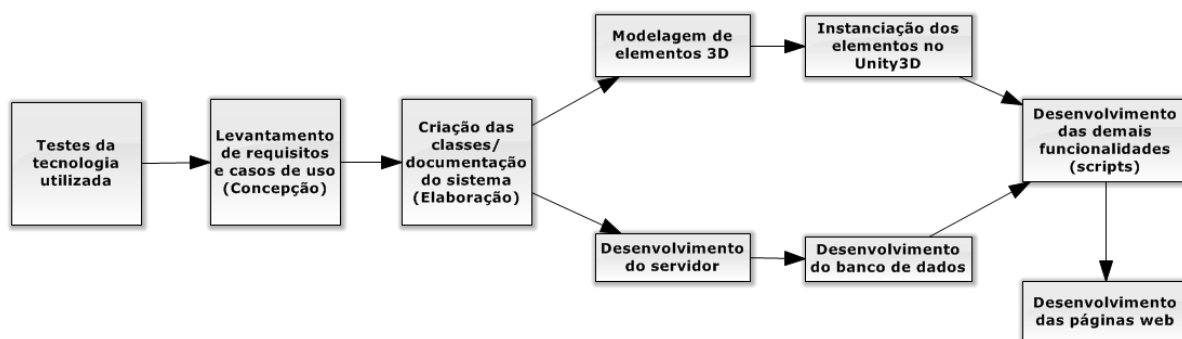 Testes da
tecnologia
utilizada
Levantamento
de requisitos
e casos de uso
(Concepção)
Criação das
classes/
documentação
do sistema
(Elaboração)
Modelagem de
elementos 3D
Instanciação dos
elementos no
Unity3D
Desenvolvimento
do servidor
Desenvolvimento
do banco de dados
Desenvolvimento
das demais
funcionalidades
(scripts)
Desenvolvimento
das páginas web